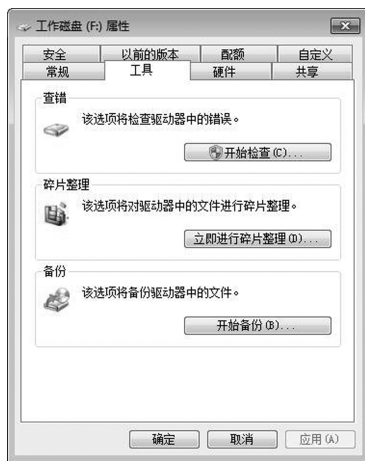 工作磁盘 (F:) 属性
安全 以前的版本 配额 自定义
常规 工具 硬件 共享
查错
该选项将检查驱动器中的错误。
开始检查(C)...
碎片整理
该选项将对驱动器中的文件进行碎片整理。
立即进行碎片整理(D)...
备份
该选项将备份驱动器中的文件。
开始备份(B)...
确定 取消 应用(A)